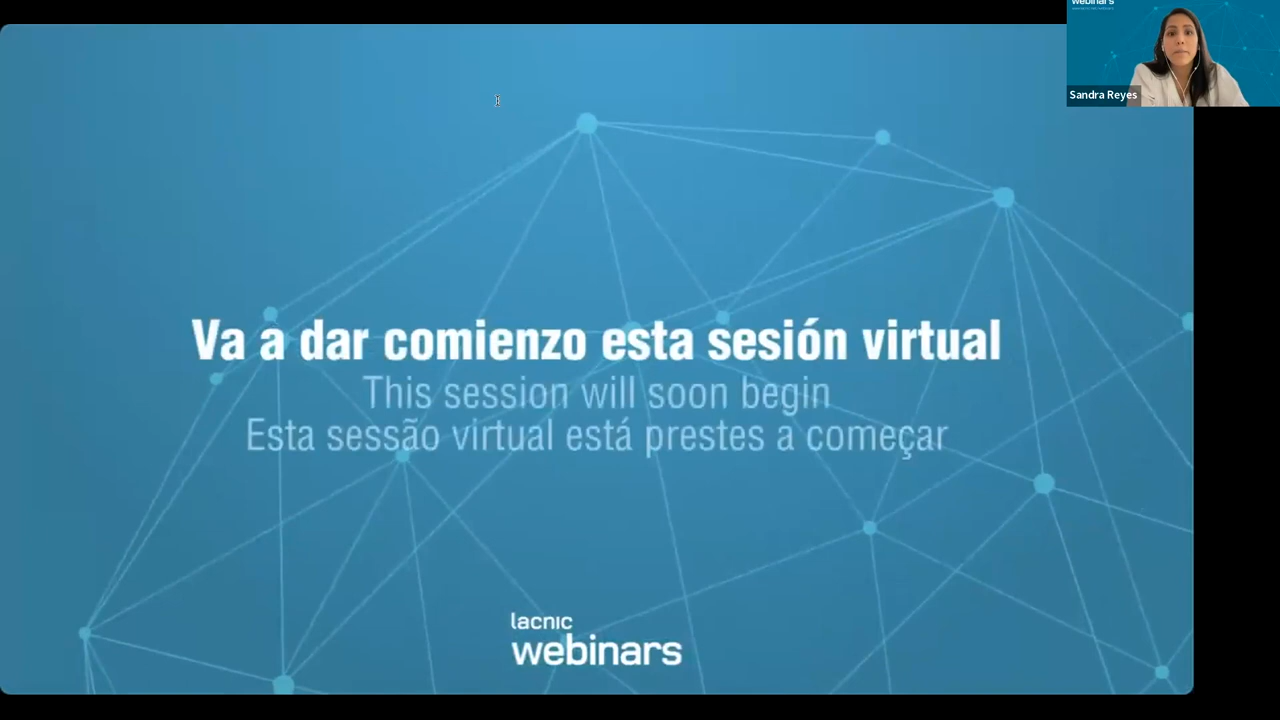 webinars
Sandra Reyes
Va a dar comienzo esta sesión virtual
This session will soon begin
Esta sessão virtual está prestes a começar
lacnic
webinars